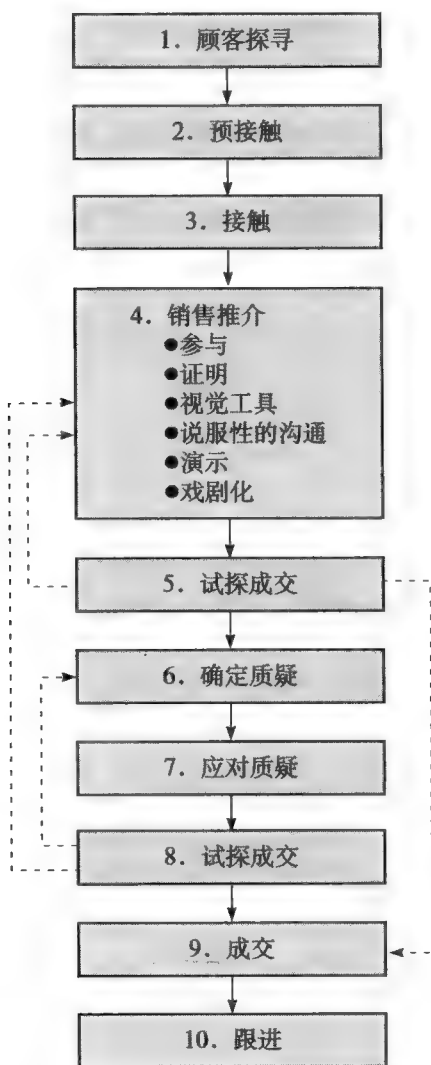 1. 顾客探寻
2. 预接触
3. 接触
4. 销售推介
●参与
●证明
●视觉工具
●说服性的沟通
●演示
●戏剧化
5. 试探成交
6. 确定质疑
7. 应对质疑
8. 试探成交
9. 成交
10. 跟进